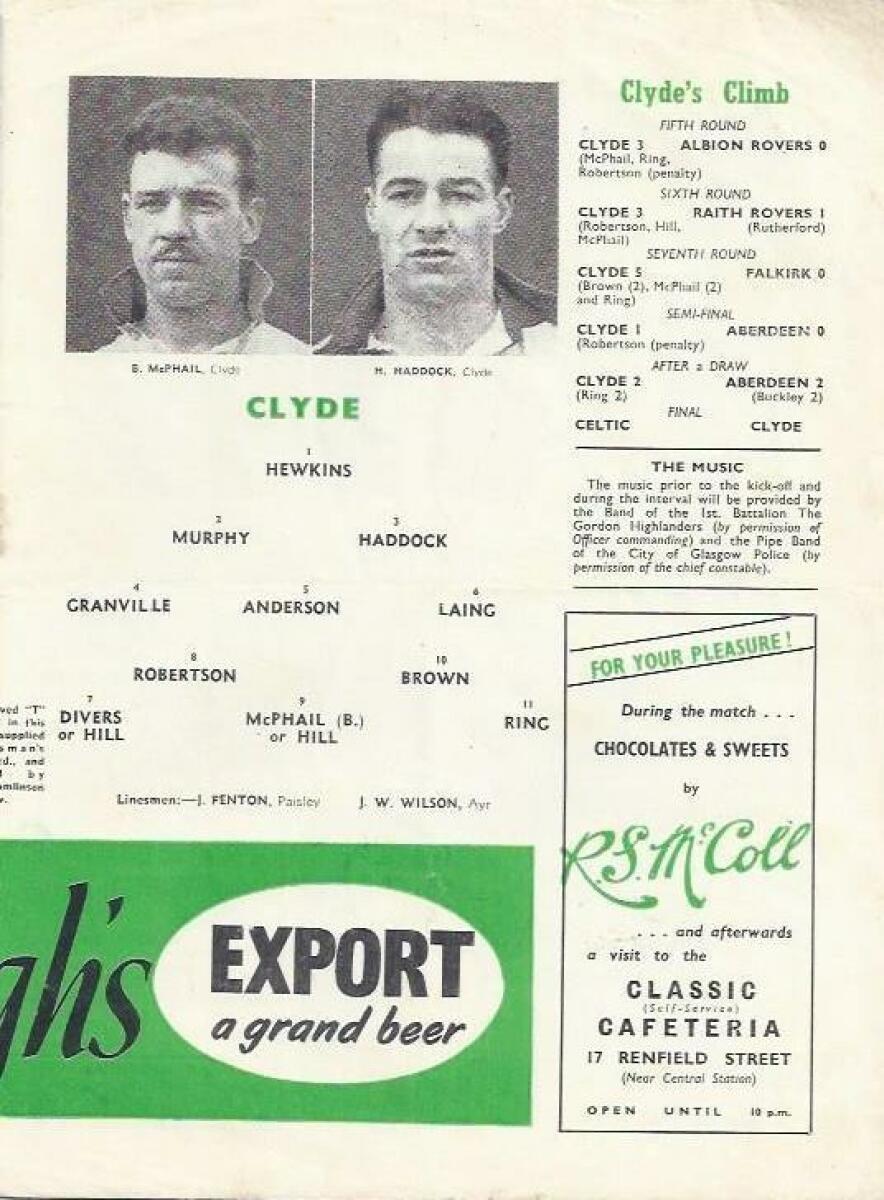 B. McPHAIL, Clyde
H. HADDOCK, Clyde
CLYDE
1
HEWKINS
2 3
MURPHY HADDOCK
4 5 6
GRANVILLE ANDERSON LAING
8 10
ROBERTSON BROWN
7 9 11
DIVERS McPHAIL (B.) RING
or HILL or HILL
"T"
in this
supplied
and
by
Linesmen:—J. FENTON, Paisley J. W. WILSON, Ayr
gh's
EXPORT
a grand beer
Clyde's Climb
FIFTH ROUND
CLYDE 3 ALBION ROVERS 0
(McPhail, Ring,
Robertson (penalty)
SIXTH ROUND
CLYDE 3 RAITH ROVERS 1
(Robertson, Hill, (Rutherford)
McPhail)
SEVENTH ROUND
CLYDE 5 FALKIRK 0
(Brown (2), McPhail (2)
and Ring)
SEMI-FINAL
CLYDE 1 ABERDEEN 0
(Robertson (penalty)
AFTER a DRAW
CLYDE 2 ABERDEEN 2
(Ring 2) (Buckley 2)
FINAL
CELTIC CLYDE
THE MUSIC
The music prior to the kick-off and
during the interval will be provided by
the Band of the 1st. Battalion The
Gordon Highlanders (by permission of
Officer commanding) and the Pipe Band
of the City of Glasgow Police (by
permission of the chief constable).
FOR YOUR PLEASURE!
During the match . . .
CHOCOLATES & SWEETS
by
R.S. McColl
. . . and afterwards
a visit to the
CLASSIC
(Self-Service)
CAFETERIA
17 RENFIELD STREET
(Near Central Station)
OPEN UNTIL 10 p.m.